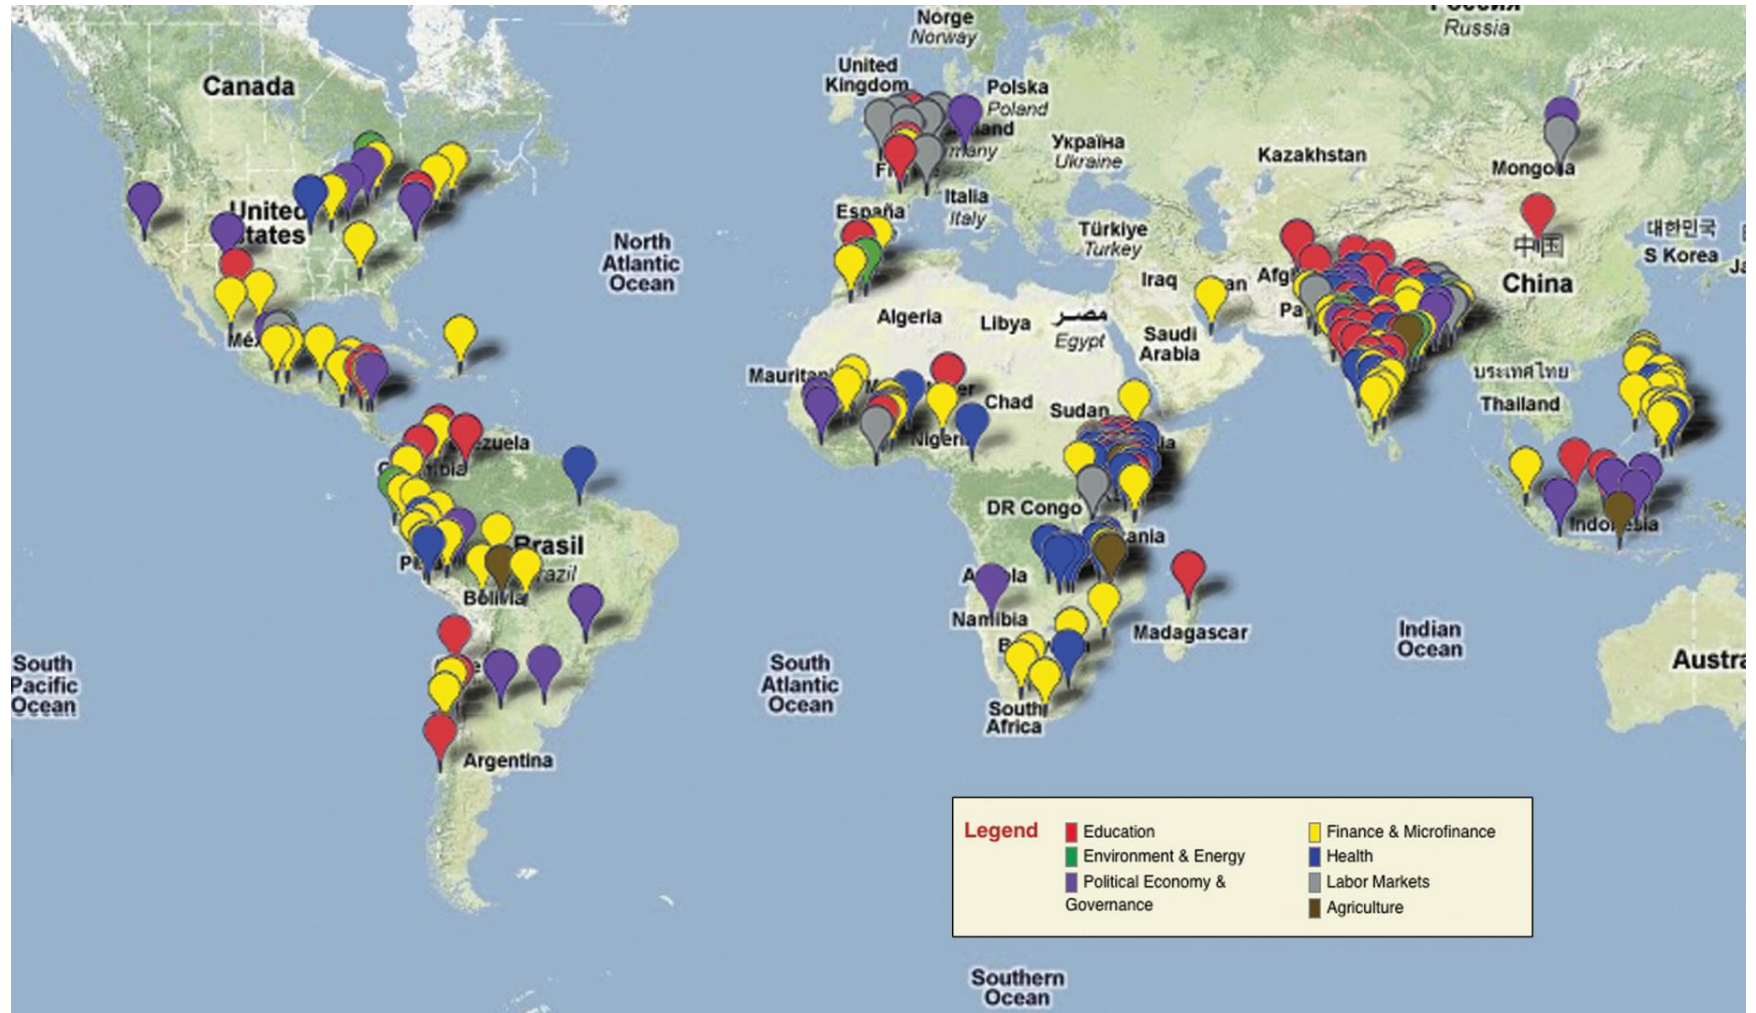 Norge
Norway
Russia
United
Kingdom
Polska
Poland
Canada
Україна
Ukraine
Kazakhstan
Mongolia
Italia
Italy
España
Türkiye
Turkey
United
States
North
Atlantic
Ocean
中国
China
대한민국
S Korea
Iraq
Algeria
Libya
مصر
Egypt
Saudi
Arabia
ประเทศไทย
Thailand
Chad
Sudan
DR Congo
Brasil
Bolivia
Namibia
Madagascar
Indian
Ocean
South
Pacific
Ocean
South
Atlantic
Ocean
South
Africa
Argentina
Legend
Education
Environment & Energy
Political Economy &
Governance
Finance & Microfinance
Health
Labor Markets
Agriculture
Southern
Ocean